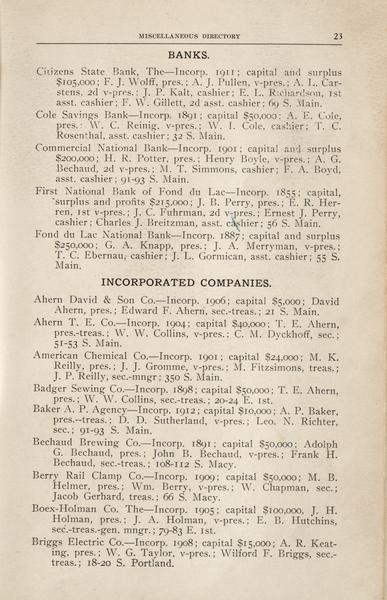 MISCELLANEOUS DIRECTORY 23
BANKS.
Citizens State Bank, The—Incorp. 1911; capital and surplus
$105,000; F. J. Wolff, pres.; A. J. Pullen, v-pres.; A. L. Car-
stens, 2d v-pres.; J. P. Kalt, cashier; E. L. Richardson, 1st
asst. cashier; F. W. Gillett, 2d asst. cashier; 69 S. Main.
Cole Savings Bank—Incorp. 1891; capital $50,000; A. E. Cole,
pres.; W. C. Reinig, v-pres.; W. I. Cole, cashier; T. C.
Rosenthal, asst. cashier; 32 S. Main.
Commercial National Bank—Incorp. 1901; capital and surplus
$200,000; H. R. Potter, pres.; Henry Boyle, v-pres.; A. G.
Bechaud, 2d v-pres.; M. T. Simmons, cashier; F. A. Boyd,
asst. cashier; 91-93 S. Main.
First National Bank of Fond du Lac—Incorp. 1855; capital,
surplus and profits $215,000; J. B. Perry, pres.; E. R. Her-
ren, 1st v-pres.; J. C. Fuhrman, 2d v-pres.; Ernest J. Perry,
cashier; Charles J. Breitzman, asst. cashier; 56 S. Main.
Fond du Lac National Bank—Incorp. 1887; capital and surplus
$250,000; G. A. Knapp, pres.; J. A. Merryman, v-pres.;
T. C. Ebernau, cashier; J. L. Gormican, asst. cashier; 55 S.
Main.
INCORPORATED COMPANIES.
Ahern David & Son Co.—Incorp. 1906; capital $5,000; David
Ahern, pres.; Edward F. Ahern, sec.-treas.; 21 S. Main.
Ahern T. E. Co.—Incorp. 1904; capital $40,000; T. E. Ahern,
pres.-treas.; W. W. Collins, v-pres.; C. M. Dyckhoff, sec.;
51-53 S. Main.
American Chemical Co.—Incorp. 1901; capital $24,000; M. K.
Reilly, pres.; J. J. Gromme, v-pres.; M. Fitzsimons, treas.;
J. P. Reilly, sec.-mngr; 350 S. Main.
Badger Sewing Co.—Incorp. 1898; capital $50,000; T. E. Ahern,
pres.; W. W. Collins, sec.-treas.; 20-24 E. 1st.
Baker A. P. Agency—Incorp. 1912; capital $10,000; A. P. Baker,
pres.--treas.; D. D. Sutherland, v-pres.; Leo. N. Richter,
sec.; 91-93 S. Main.
Bechaud Brewing Co.—Incorp. 1891; capital $50,000; Adolph
G. Bechaud, pres.; John B. Bechaud, v-pres.; Frank H.
Bechaud, sec.-treas.; 108-112 S. Macy.
Berry Rail Clamp Co.—Incorp. 1909; capital $50,000; M. B.
Helmer, pres.; Wm. Berry, v-pres.; W. Chapman, sec.;
Jacob Gerhard, treas.; 66 S. Macy.
Boex-Holman Co. The—Incorp. 1905; capital $100,000, J. H.
Holman, pres.; J. A. Holman, v-pres.; E. B. Hutchins,
sec.-treas.-gen. mngr.; 79-83 E. 1st.
Briggs Electric Co.—Incorp. 1908; capital $15,000; A. R. Keat-
ing, pres.; W. G. Taylor, v-pres.; Wilford F. Briggs, sec.-
treas.; 18-20 S. Portland.